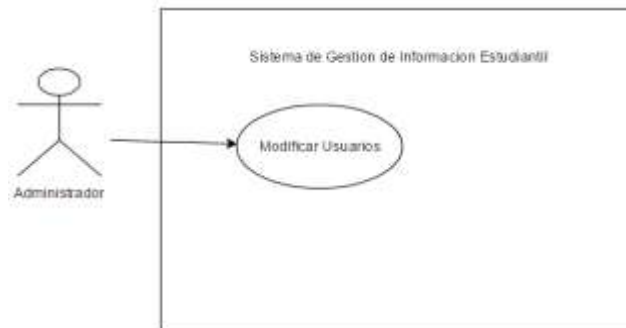 Sistema de Gestion de Informacion Estudiantil
Modificar Usuarios
Administrador